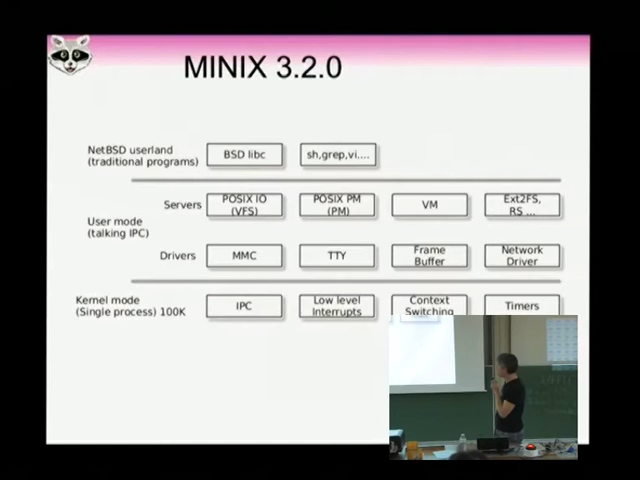 MINIX 3.2.0
NetBSD userland
(traditional programs)
BSD libc
sh,grep,vi....
Servers
POSIX IO
(VFS)
POSIX PM
(PM)
VM
Ext2FS,
RS ...
User mode
(talking IPC)
Drivers
MMC
TTY
Frame
Buffer
Network
Driver
Kernel mode
(Single process) 100K
IPC
Low level
Interrupts
Context
Switching
Timers